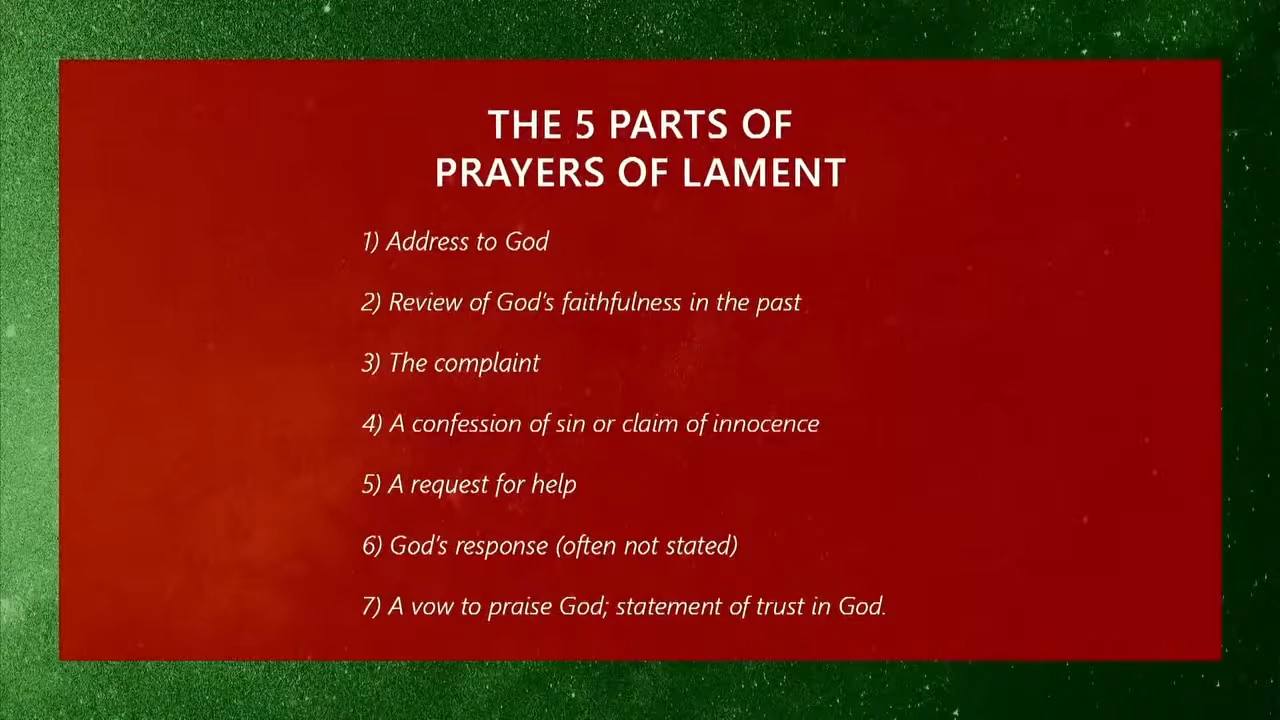 THE 5 PARTS OF
PRAYERS OF LAMENT
1) Address to God
2) Review of God's faithfulness in the past
3) The complaint
4) A confession of sin or claim of innocence
5) A request for help
6) God's response (often not stated)
7) A vow to praise God; statement of trust in God.